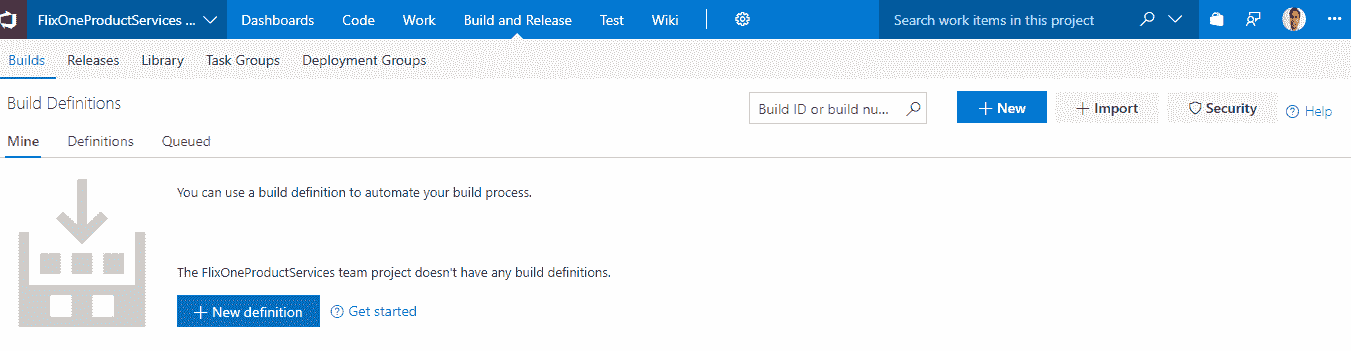 FlixOneProductServices ... Dashboards Code Work Build and Release Test Wiki Search work items in this project
Builds Releases Library Task Groups Deployment Groups
Build Definitions Build ID or build nu... + New + Import Security Help
Mine Definitions Queued
You can use a build definition to automate your build process.
The FlixOneProductServices team project doesn't have any build definitions.
+ New definition Get started